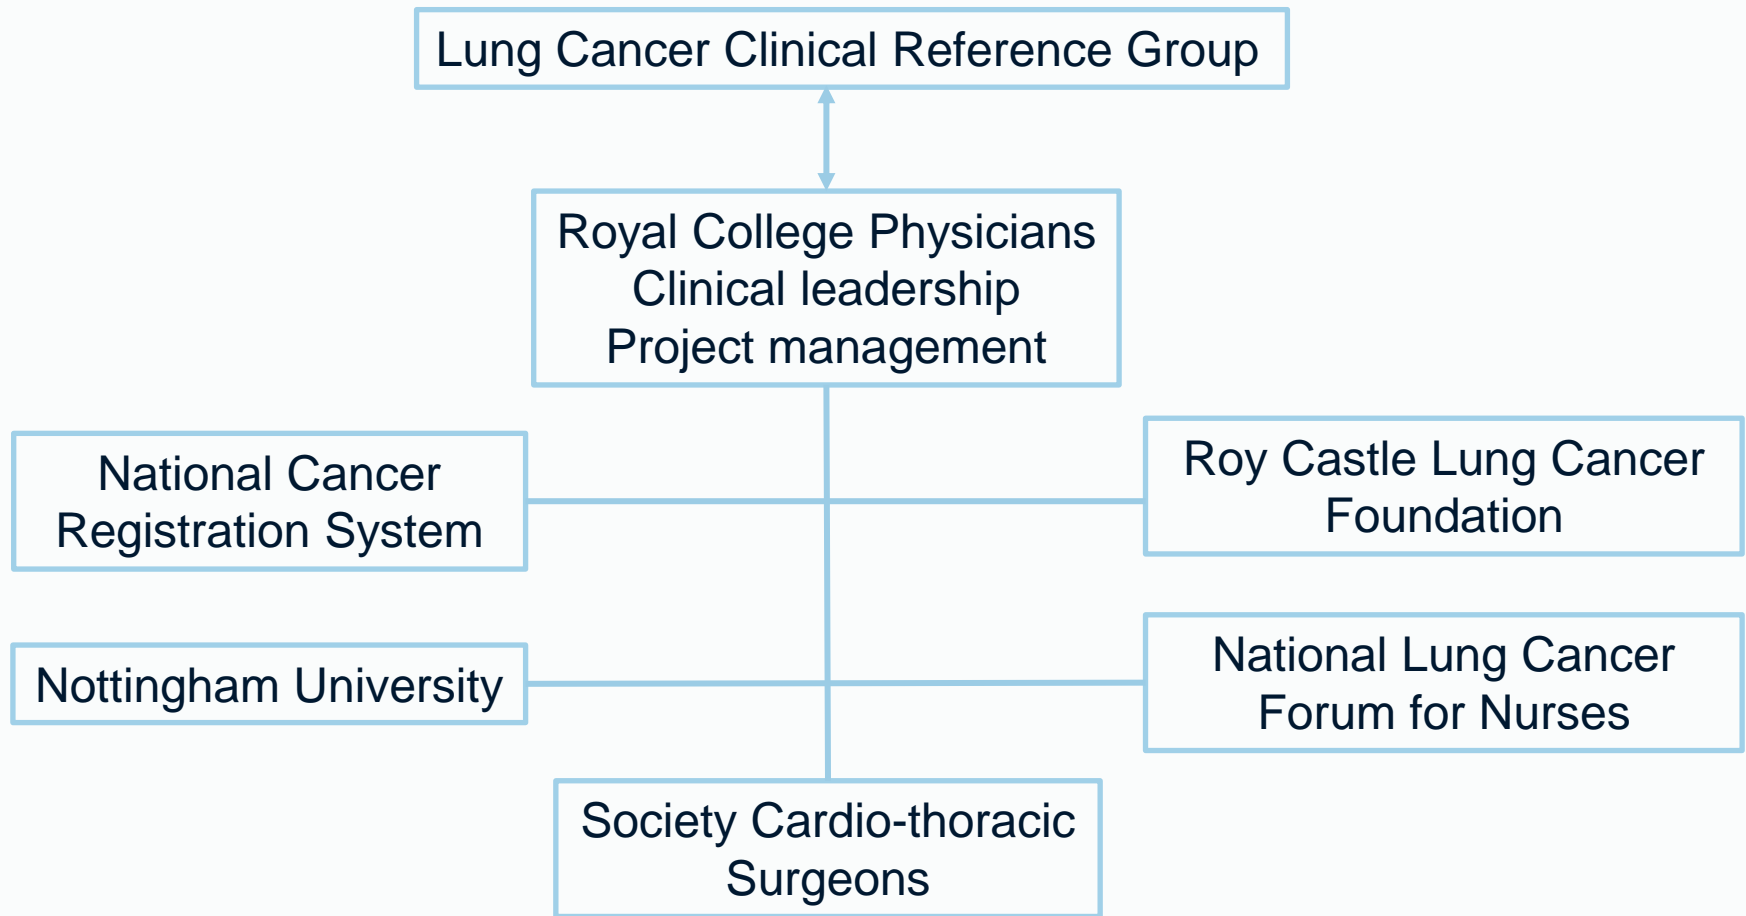 Lung Cancer Clinical Reference Group
Royal College Physicians
Clinical leadership
Project management
National Cancer
Registration System
Roy Castle Lung Cancer
Foundation
Nottingham University
National Lung Cancer
Forum for Nurses
Society Cardio-thoracic
Surgeons